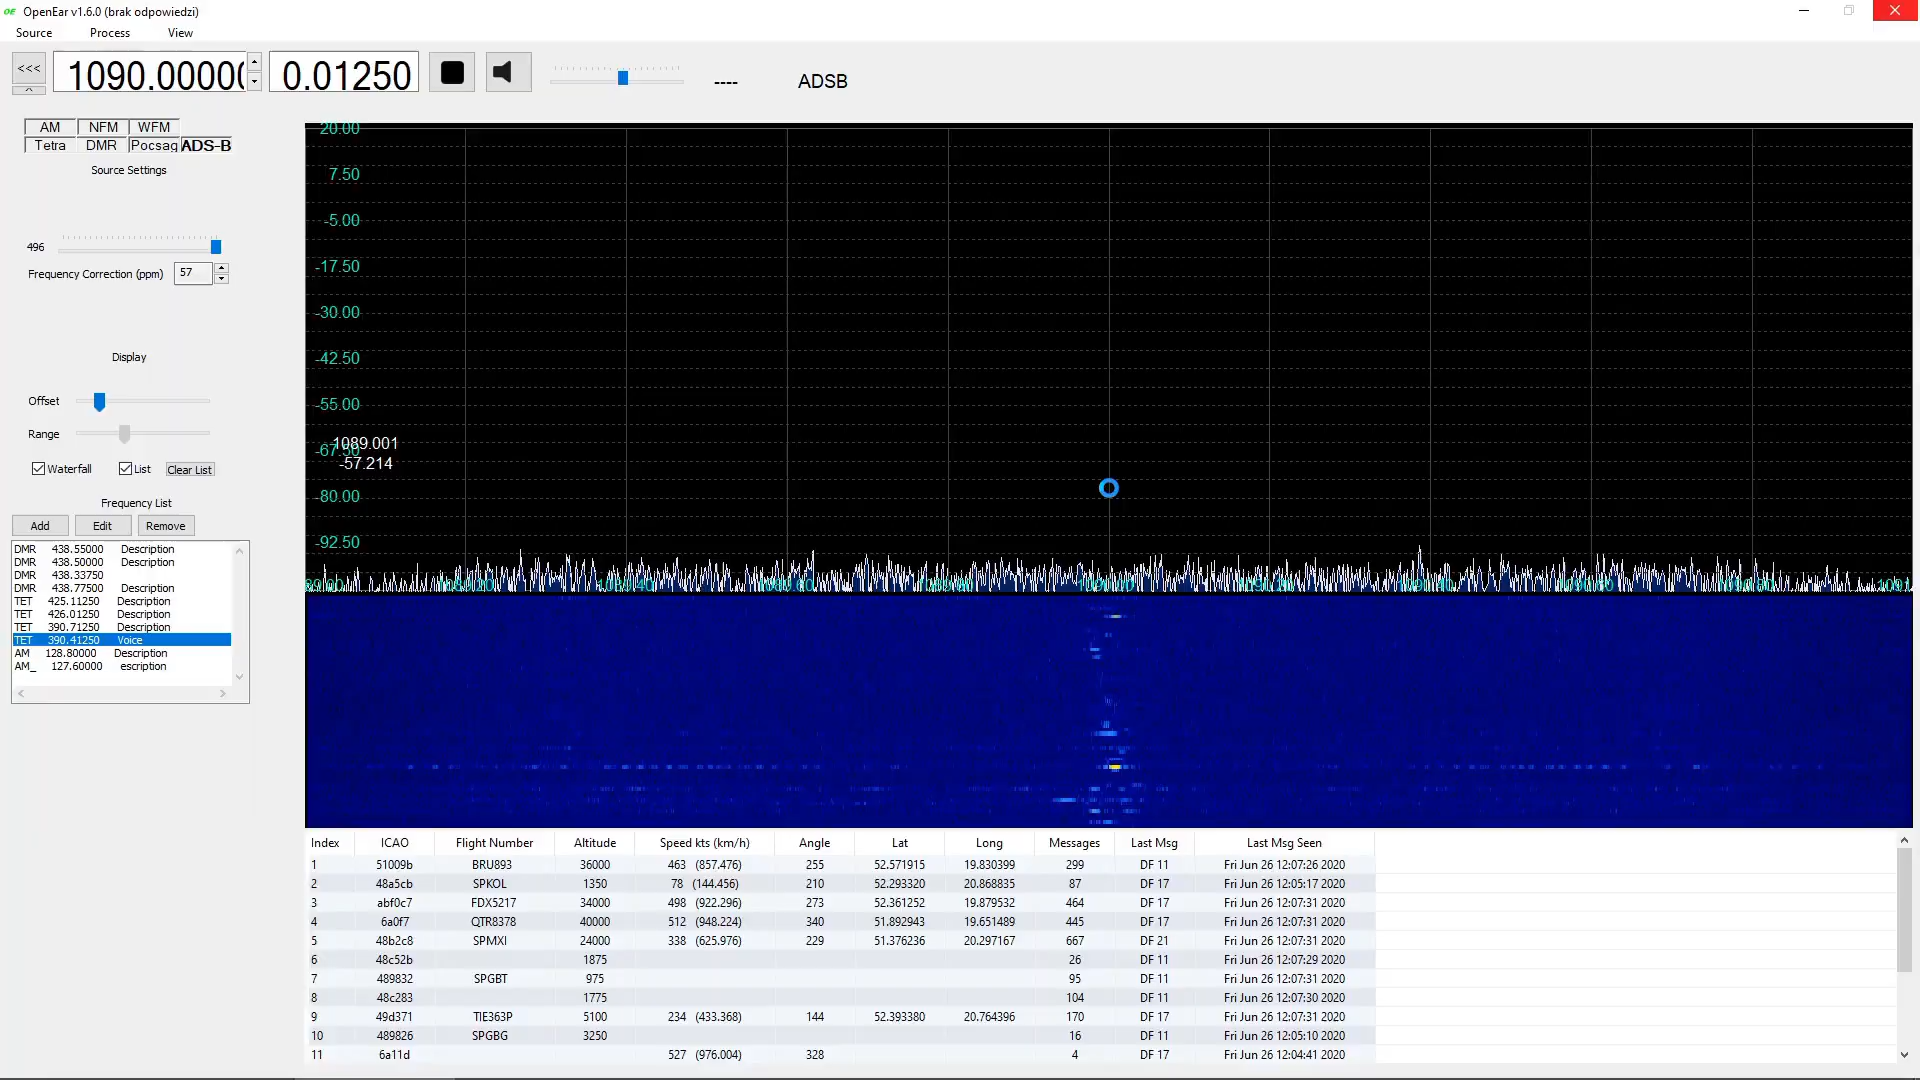 OE OpenEar v1.6.0 (brak odpowiedzi)
Source Process View
<<< 1090.0000 0.01250 ---- ADSB
AM NFM WFM
Tetra DMR Pocsag ADS-B
Source Settings
496
Frequency Correction (ppm) 57
Display
Offset
Range
Waterfall List Clear List
Frequency List
Add Edit Remove
DMR 438.55000 Description
DMR 438.50000 Description
DMR 438.33750
DMR 438.77500 Description
TET 425.11250 Description
TET 426.01250 Description
TET 390.71250 Description
TET 390.41250 Voice
AM 128.80000 Description
AM_ 127.60000 escription
20.00
7.50
-5.00
-17.50
-30.00
-42.50
-55.00
-67.50
1089.001
-57.214
-80.00
-92.50
Index ICAO Flight Number Altitude Speed kts (km/h) Angle Lat Long Messages Last Msg Last Msg Seen
1 51009b BRU893 36000 463 (857.476) 255 52.571915 19.830399 299 DF 11 Fri Jun 26 12:07:26 2020
2 48a5cb SPKOL 1350 78 (144.456) 210 52.293320 20.868835 87 DF 17 Fri Jun 26 12:05:17 2020
3 abf0c7 FDX5217 34000 498 (922.296) 273 52.361252 19.879532 464 DF 17 Fri Jun 26 12:07:31 2020
4 6a0f7 QTR8378 40000 512 (948.224) 340 51.892943 19.651489 445 DF 17 Fri Jun 26 12:07:31 2020
5 48b2c8 SPMXI 24000 338 (625.976) 229 51.376236 20.297167 667 DF 21 Fri Jun 26 12:07:31 2020
6 48c52b 1875 26 DF 11 Fri Jun 26 12:07:29 2020
7 489832 SPGBT 975 95 DF 11 Fri Jun 26 12:07:31 2020
8 48c283 1775 104 DF 11 Fri Jun 26 12:07:30 2020
9 49d371 TIE363P 5100 234 (433.368) 144 52.393380 20.764396 170 DF 17 Fri Jun 26 12:07:31 2020
10 489826 SPGBG 3250 16 DF 11 Fri Jun 26 12:05:10 2020
11 6a11d 527 (976.004) 328 4 DF 17 Fri Jun 26 12:04:41 2020